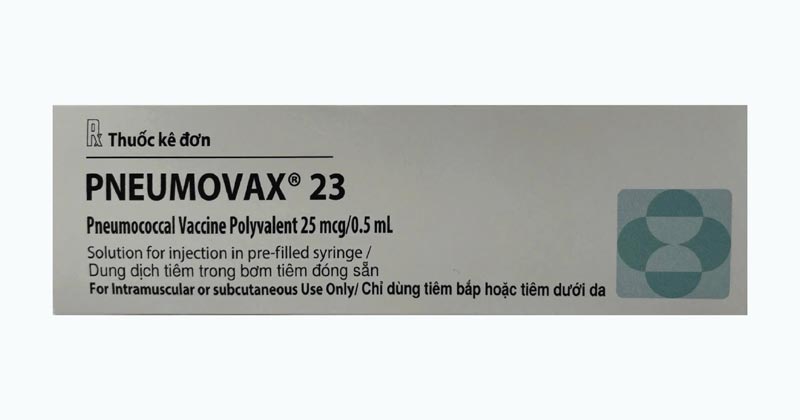 Rx Thuốc kê đơn
PNEUMOVAX® 23
Pneumococcal Vaccine Polyvalent 25 mcg/0.5 mL
Solution for injection in pre-filled syringe /
Dung dịch tiêm trong bơm tiêm đóng sẵn
For Intramuscular or subcutaneous Use Only/ Chỉ dùng tiêm bắp hoặc tiêm dưới da